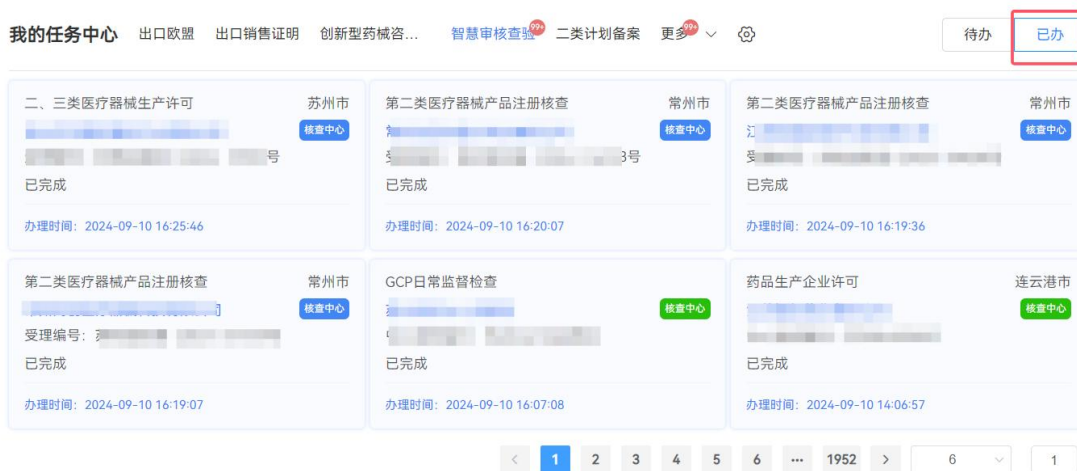 我的任务中心 出口欧盟 出口销售证明 创新型药械咨... 智慧审核查验 99+ 二类计划备案 更多 99+ 待办 已办
二、三类医疗器械生产许可 苏州市
核查中心
号
已完成
办理时间：2024-09-10 16:25:46
第二类医疗器械产品注册核查 常州市
核查中心
3号
已完成
办理时间：2024-09-10 16:20:07
第二类医疗器械产品注册核查 常州市
核查中心
已完成
办理时间：2024-09-10 16:19:36
第二类医疗器械产品注册核查 常州市
核查中心
受理编号：
已完成
办理时间：2024-09-10 16:19:07
GCP日常监督检查
核查中心
已完成
办理时间：2024-09-10 16:07:08
药品生产企业许可 连云港市
核查中心
已完成
办理时间：2024-09-10 14:06:57
< 1 2 3 4 5 6 ... 1952 > 6 1